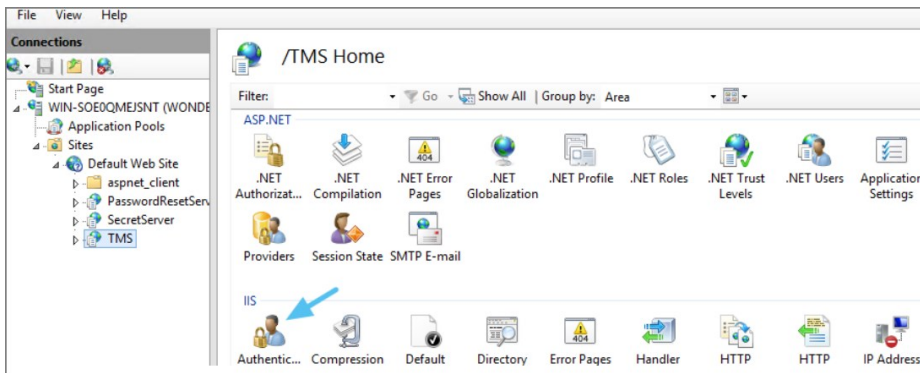 File View Help
Connections
Start Page
WIN-SOE0QMEJSNT (WONDE
Application Pools
Sites
Default Web Site
aspnet_client
PasswordResetServ
SecretServer
TMS
/TMS Home
Filter: Go Show All Group by: Area
ASP.NET
.NET Authorizat...
.NET Compilation
.NET Error Pages
.NET Globalization
.NET Profile
.NET Roles
.NET Trust Levels
.NET Users
Application Settings
Providers
Session State
SMTP E-mail
IIS
Authentic...
Compression
Default
Directory
Error Pages
Handler
HTTP
HTTP
IP Address